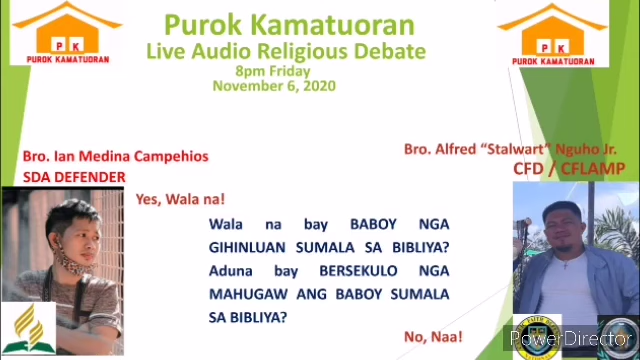 P K
PUROK KAMATUORAN
Purok Kamatuoran
Live Audio Religious Debate
8pm Friday
November 6, 2020
P K
PUROK KAMATUORAN
Bro. Ian Medina Campehios
SDA DEFENDER
Bro. Alfred “Stalwart” Nguho Jr.
CFD / CFLAMP
Yes, Wala na!
Wala na bay BABOY NGA
GIHINLUAN SUMALA SA BIBLIYA?
Aduna bay BERSEKULO NGA
MAHUGAW ANG BABOY SUMALA
SA BIBLIYA?
No, Naa!
PowerDirector